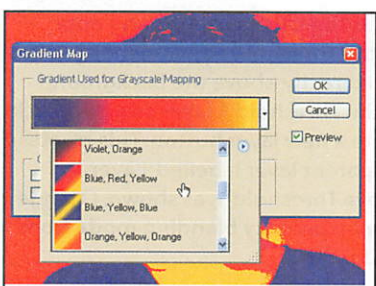 Gradient Map
Gradient Used for Grayscale Mapping
OK
Cancel
Preview
Violet, Orange
Blue, Red, Yellow
Blue, Yellow, Blue
Orange, Yellow, Orange